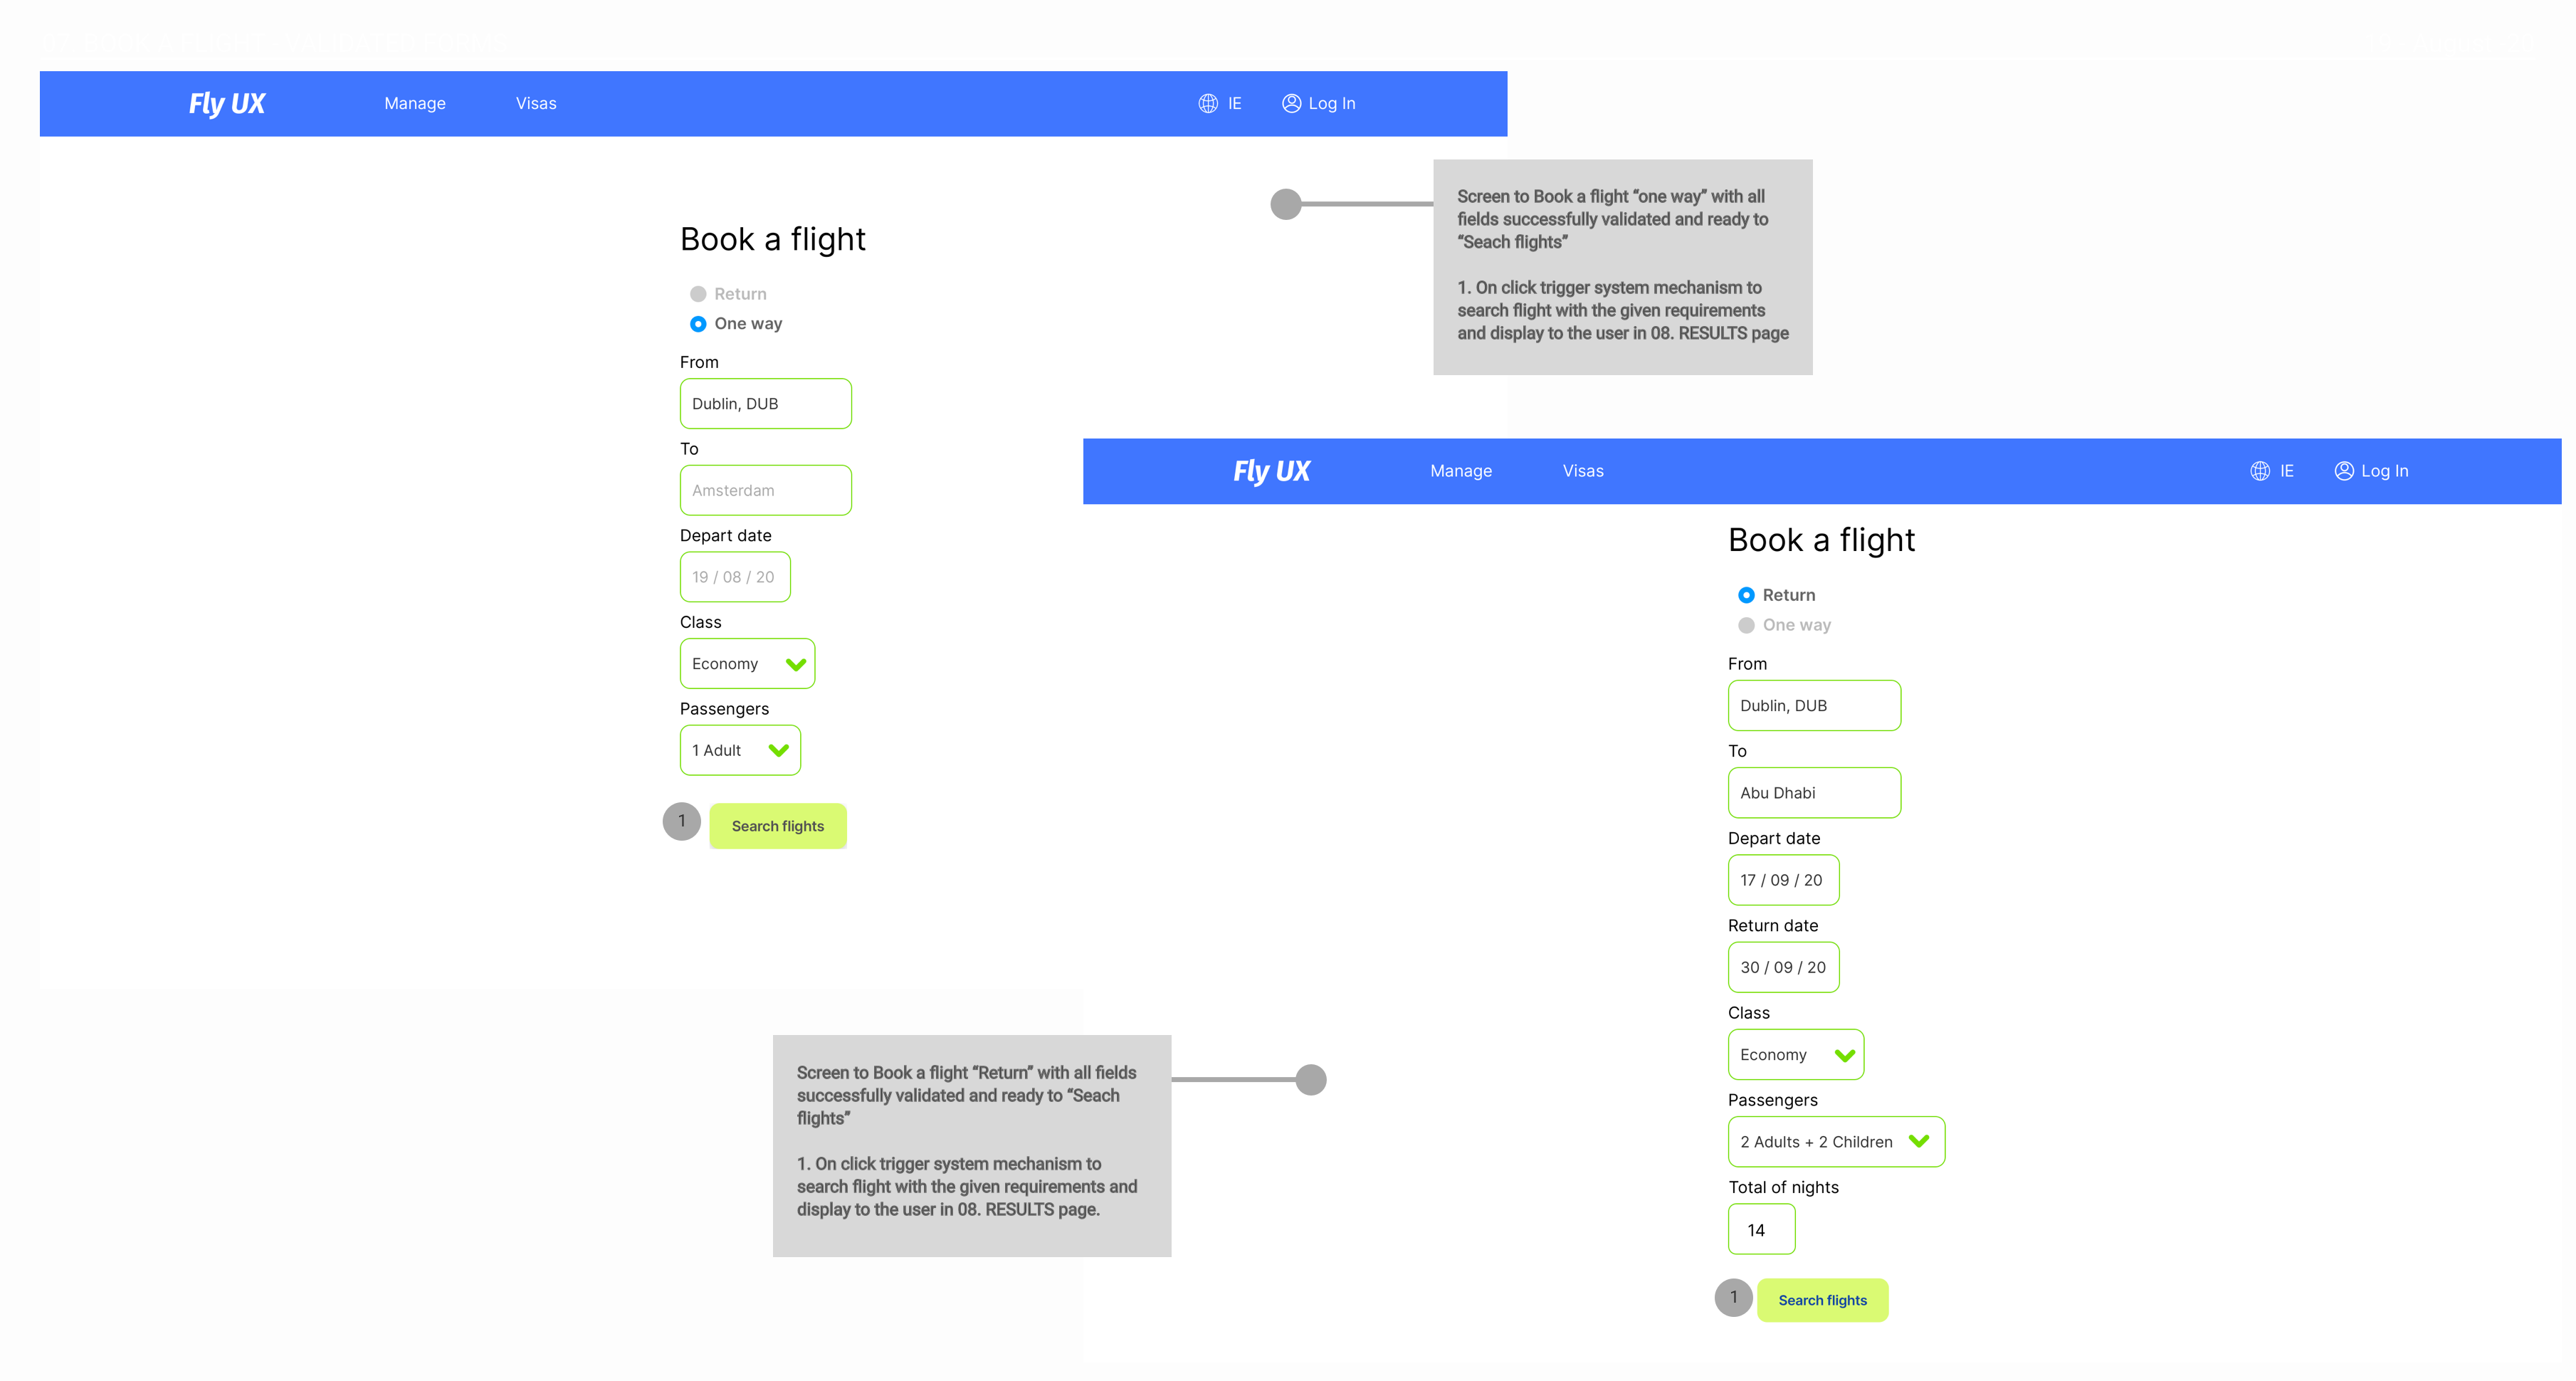 Fly UX
Manage
Visas
IE
Log In
Book a flight
Return
One way
From
Dublin, DUB
To
Amsterdam
Depart date
19 / 08 / 20
Class
Economy
Passengers
1 Adult
1
Search flights
Screen to Book a flight “one way” with all
fields successfully validated and ready to
“Seach flights”
1. On click trigger system mechanism to
search flight with the given requirements
and display to the user in 08. RESULTS page
Fly UX
Manage
Visas
IE
Log In
Book a flight
Return
One way
From
Dublin, DUB
To
Abu Dhabi
Depart date
17 / 09 / 20
Return date
30 / 09 / 20
Class
Economy
Passengers
2 Adults + 2 Children
Total of nights
14
1
Search flights
Screen to Book a flight “Return” with all fields
successfully validated and ready to “Seach
flights”
1. On click trigger system mechanism to
search flight with the given requirements and
display to the user in 08. RESULTS page.